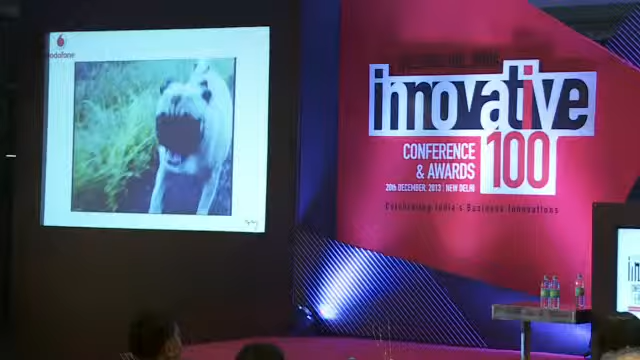 vodafone
innovative
100
CONFERENCE
& AWARDS
20th DECEMBER, 2013 | NEW DELHI
Celebrating India's Business Innovations